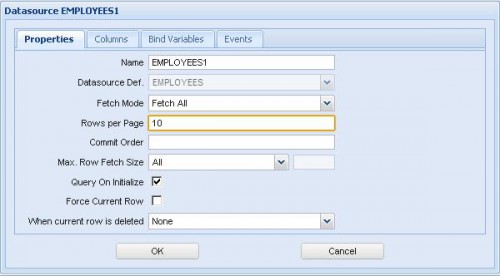 Datasource EMPLOYEES1
Properties Columns Bind Variables Events
Name EMPLOYEES1
Datasource Def. EMPLOYEES
Fetch Mode Fetch All
Rows per Page 10
Commit Order
Max. Row Fetch Size All
Query On Initialize
Force Current Row
When current row is deleted None
OK Cancel